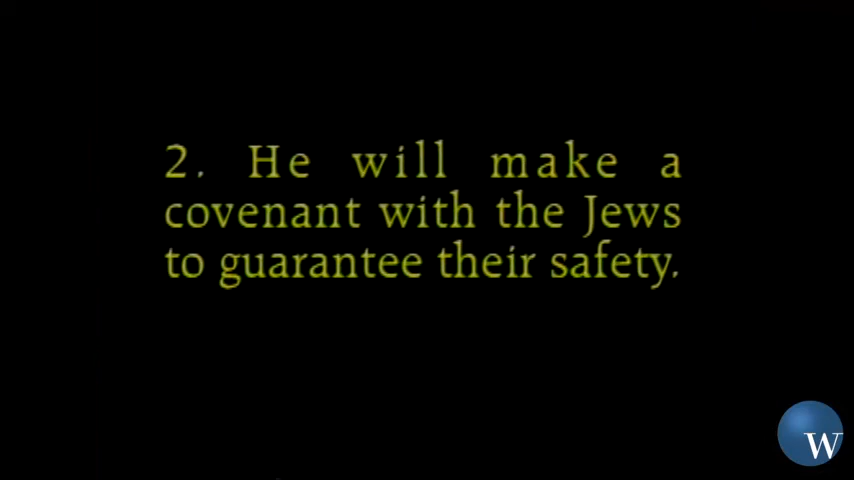 2. He will make a
covenant with the Jews
to guarantee their safety.
W